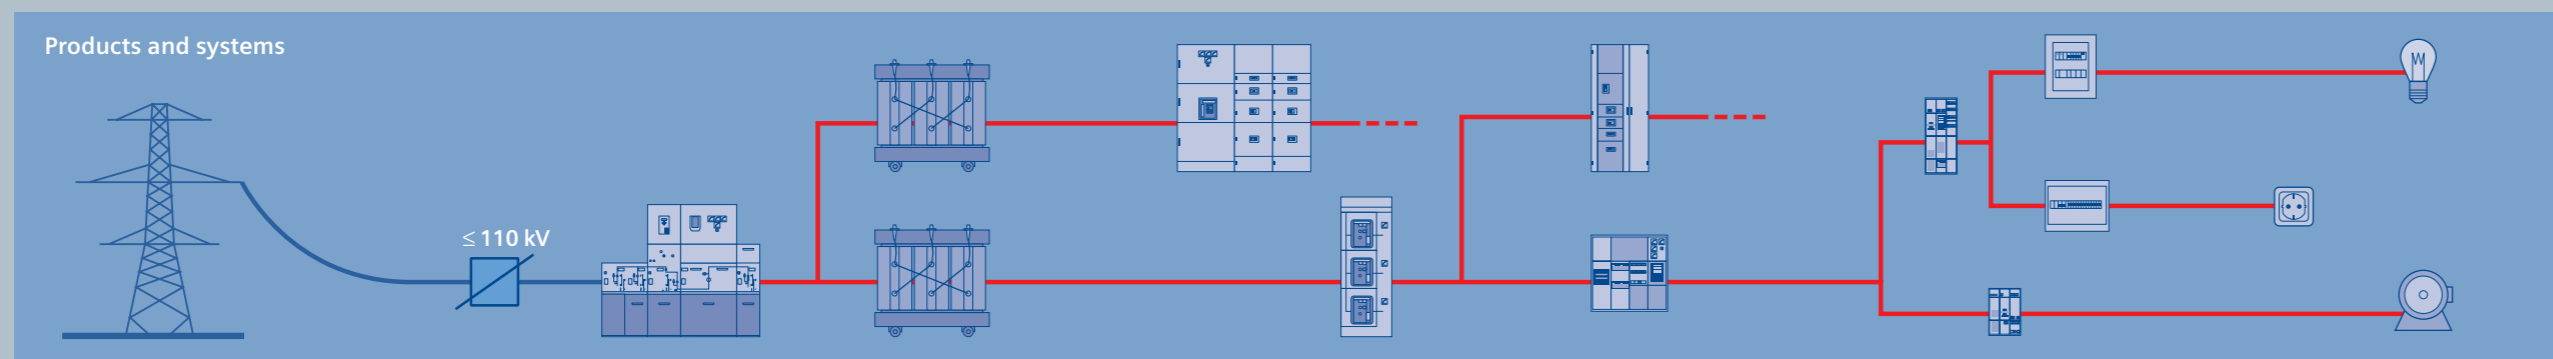 Products and systems
≤ 110 kV